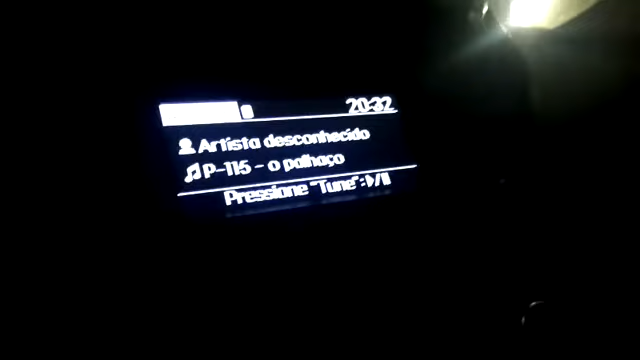 20:32
Artista desconhecido
P-115 - o palhaço
Pressione "Tune":▶/II